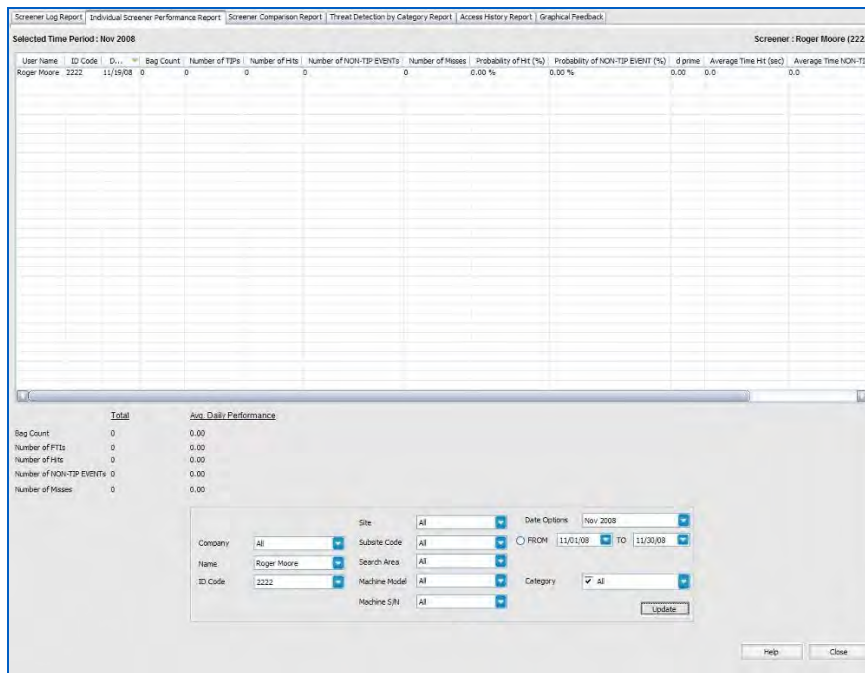 Screener Log Report Individual Screener Performance Report Screener Comparison Report Threat Detection by Category Report Access History Report Graphical Feedback
Selected Time Period : Nov 2008 Screener : Roger Moore (222
User Name ID Code D... Bag Count Number of TIPs Number of Hits Number of NON-TIP EVENTs Number of Misses Probability of Hit (%) Probability of NON-TIP EVENT (%) d prime Average Time Hit (sec) Average Time NON-TI
Roger Moore 2222 11/19/08 0 0 0 0 0 0.00 % 0.00 % 0.00 0.0 0.0
Total Avg. Daily Performance
Bag Count 0 0.00
Number of FTIs 0 0.00
Number of Hits 0 0.00
Number of NON-TIP EVENTs 0 0.00
Number of Misses 0 0.00
Site All Date Options Nov 2008
Company All Subsite Code All FROM 11/01/08 TO 11/30/08
Name Roger Moore Search Area All
ID Code 2222 Machine Model All Category All
Machine S/N All
Update
Help Close